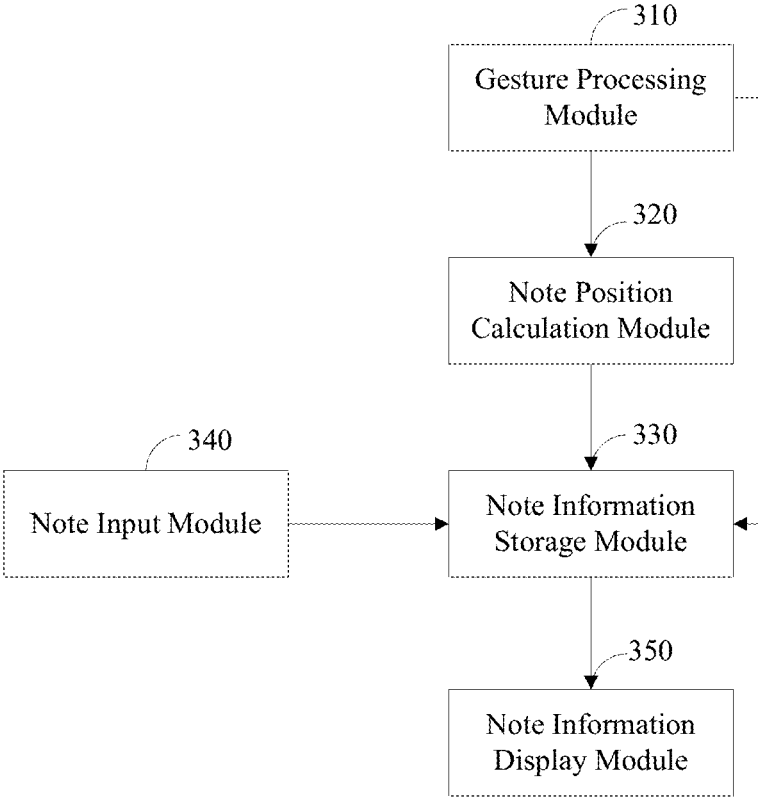 310
Gesture Processing
Module
320
Note Position
Calculation Module
330
340
Note Input Module
Note Information
Storage Module
350
Note Information
Display Module